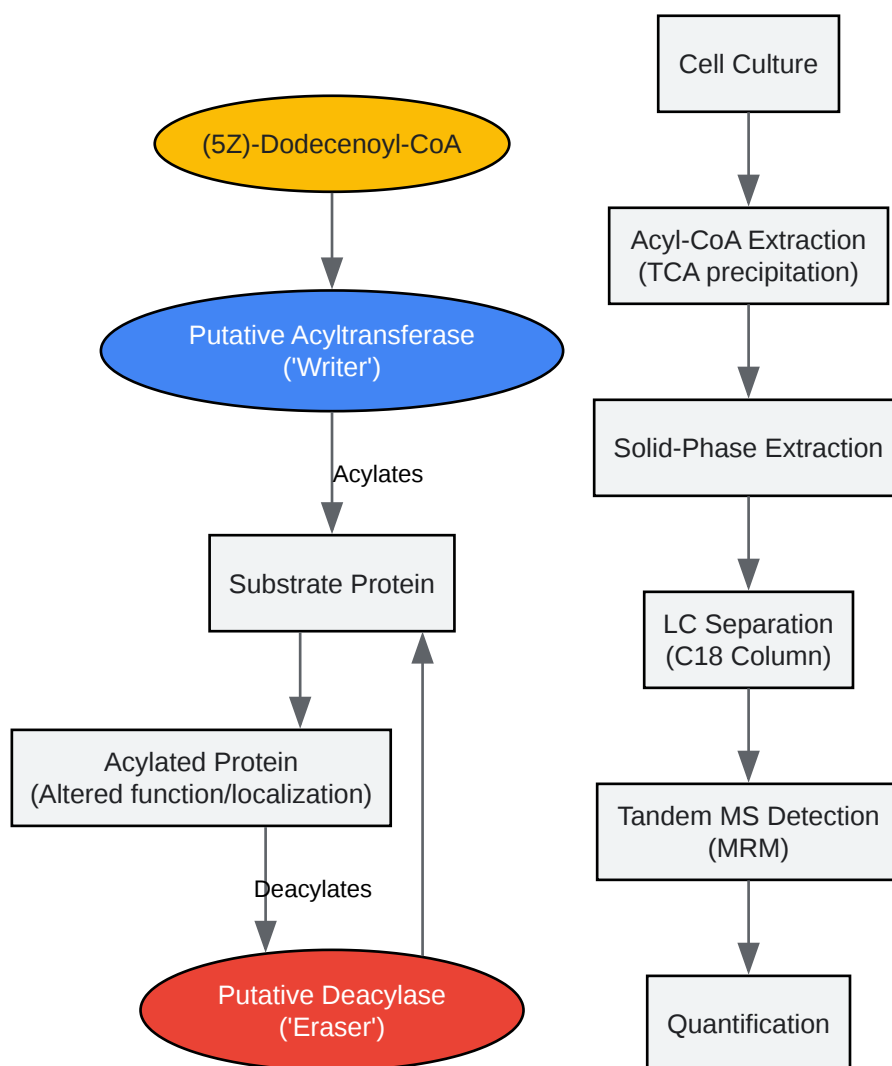 (5Z)-Dodecenoyl-CoA
Putative Acyltransferase
('Writer')
Acylates
Substrate Protein
Acylated Protein
(Altered function/localization)
Deacylates
Putative Deacylase
('Eraser')
Cell Culture
Acyl-CoA Extraction
(TCA precipitation)
Solid-Phase Extraction
LC Separation
(C18 Column)
Tandem MS Detection
(MRM)
Quantification